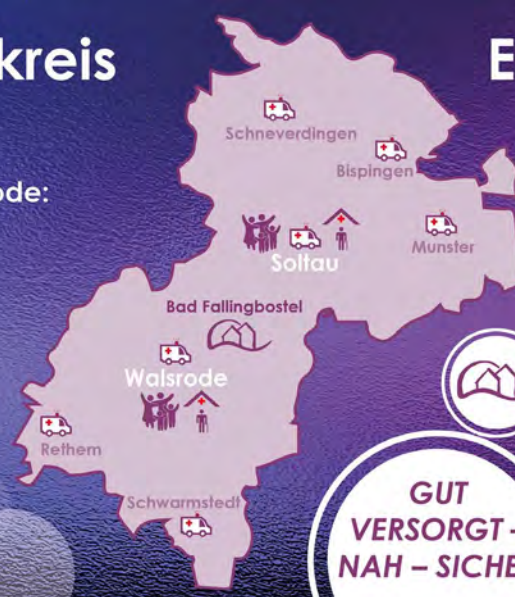 kreis
E
ode:
Schneverdingen
Bispingen
Soltau
Munster
Bad Fallingbostel
Walsrode
Rethem
Schwarmstedt
GUT
VERSORGT –
NAH – SICHE